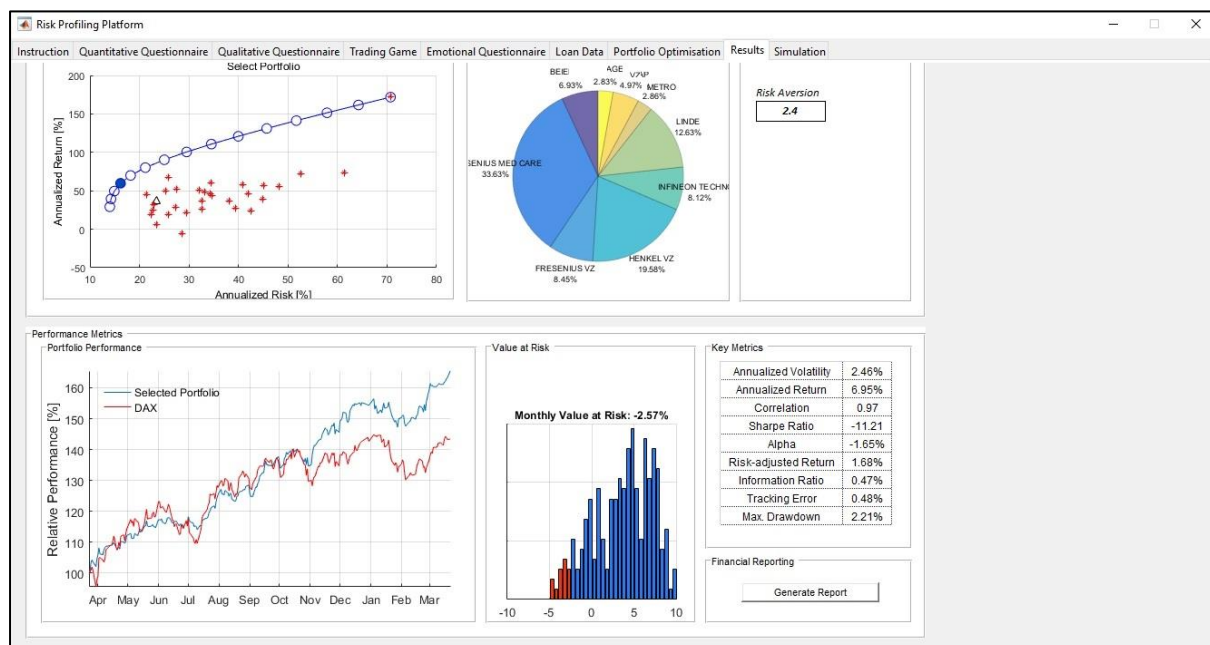 Risk Profiling Platform
Instruction Quantitative Questionnaire Qualitative Questionnaire Trading Game Emotional Questionnaire Loan Data Portfolio Optimisation Results Simulation
Select Portfolio
Annualized Return [%]
200
150
100
50
0
-50
10 20 30 40 50 60 70 80
Annualized Risk [%]
AGE
2.83%
4.97%
METRO
2.86%
LINDE
12.63%
INFINEON TECHNO
8.12%
HENKEL VZ
19.58%
FRESENIUS VZ
8.45%
SENIUS MED CARE
33.63%
6.93%
Risk Aversion
2.4
Performance Metrics
Portfolio Performance
Relative Performance [%]
160
150
140
130
120
110
100
Selected Portfolio
DAX
Apr May Jun Jul Aug Sep Oct Nov Dec Jan Feb Mar
Value at Risk
Monthly Value at Risk: -2.57%
-10 -5 0 5 10
Key Metrics
Annualized Volatility 2.46%
Annualized Return 6.95%
Correlation 0.97
Sharpe Ratio -11.21
Alpha -1.65%
Risk-adjusted Return 1.68%
Information Ratio 0.47%
Tracking Error 0.48%
Max. Drawdown 2.21%
Financial Reporting
Generate Report